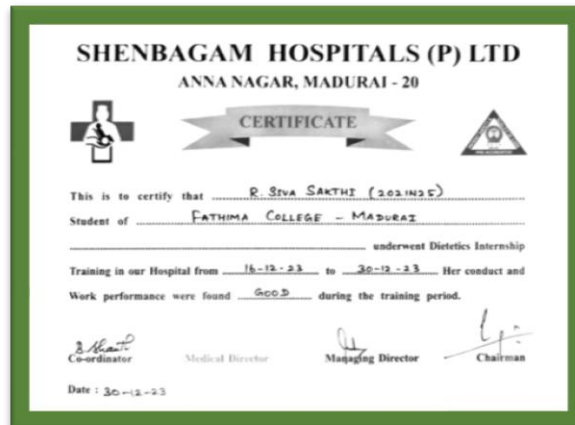 SHENBAGAM HOSPITALS (P) LTD
ANNA NAGAR, MADURAI - 20
CERTIFICATE
This is to certify that R. SIVA SAKTHI (2021N25)
Student of FATHIMA COLLEGE - MADURAI
underwent Dietetics Internship
Training in our Hospital from 16-12-23 to 30-12-23 Her conduct and
Work performance were found GOOD during the training period.
Co-ordinator Medical Director Managing Director Chairman
Date : 30-12-23